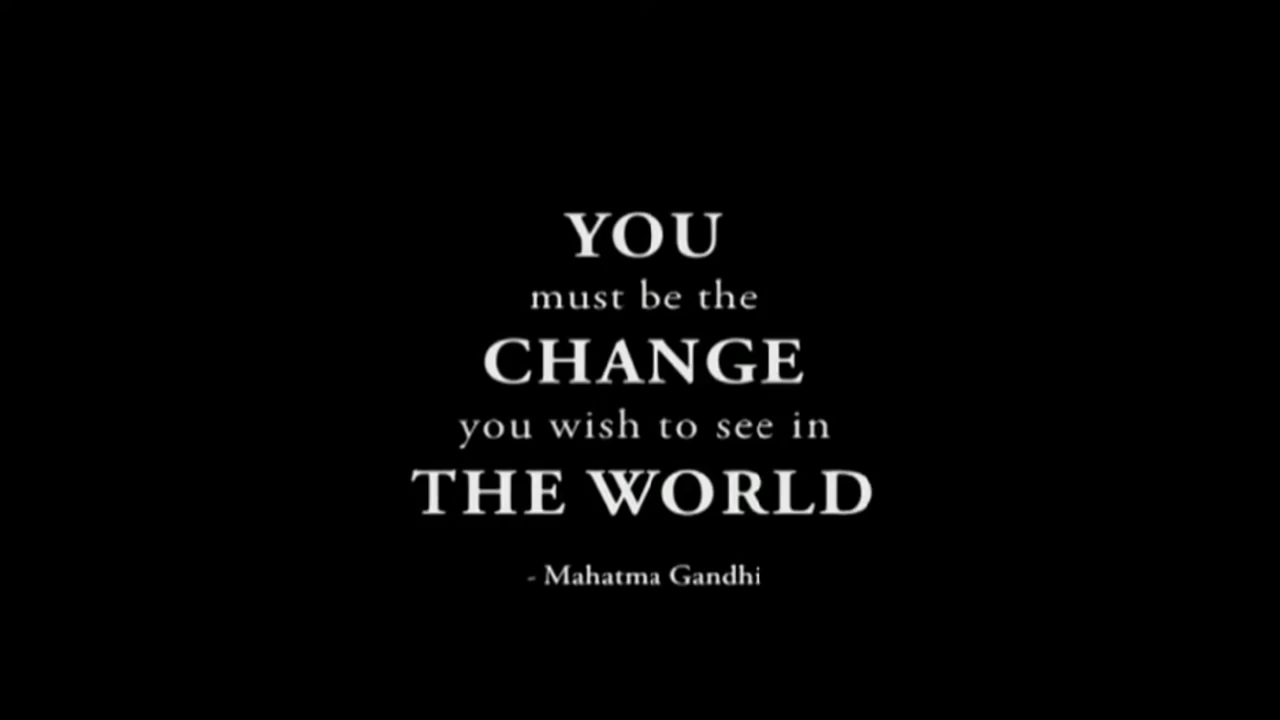 YOU
must be the
CHANGE
you wish to see in
THE WORLD
- Mahatma Gandhi